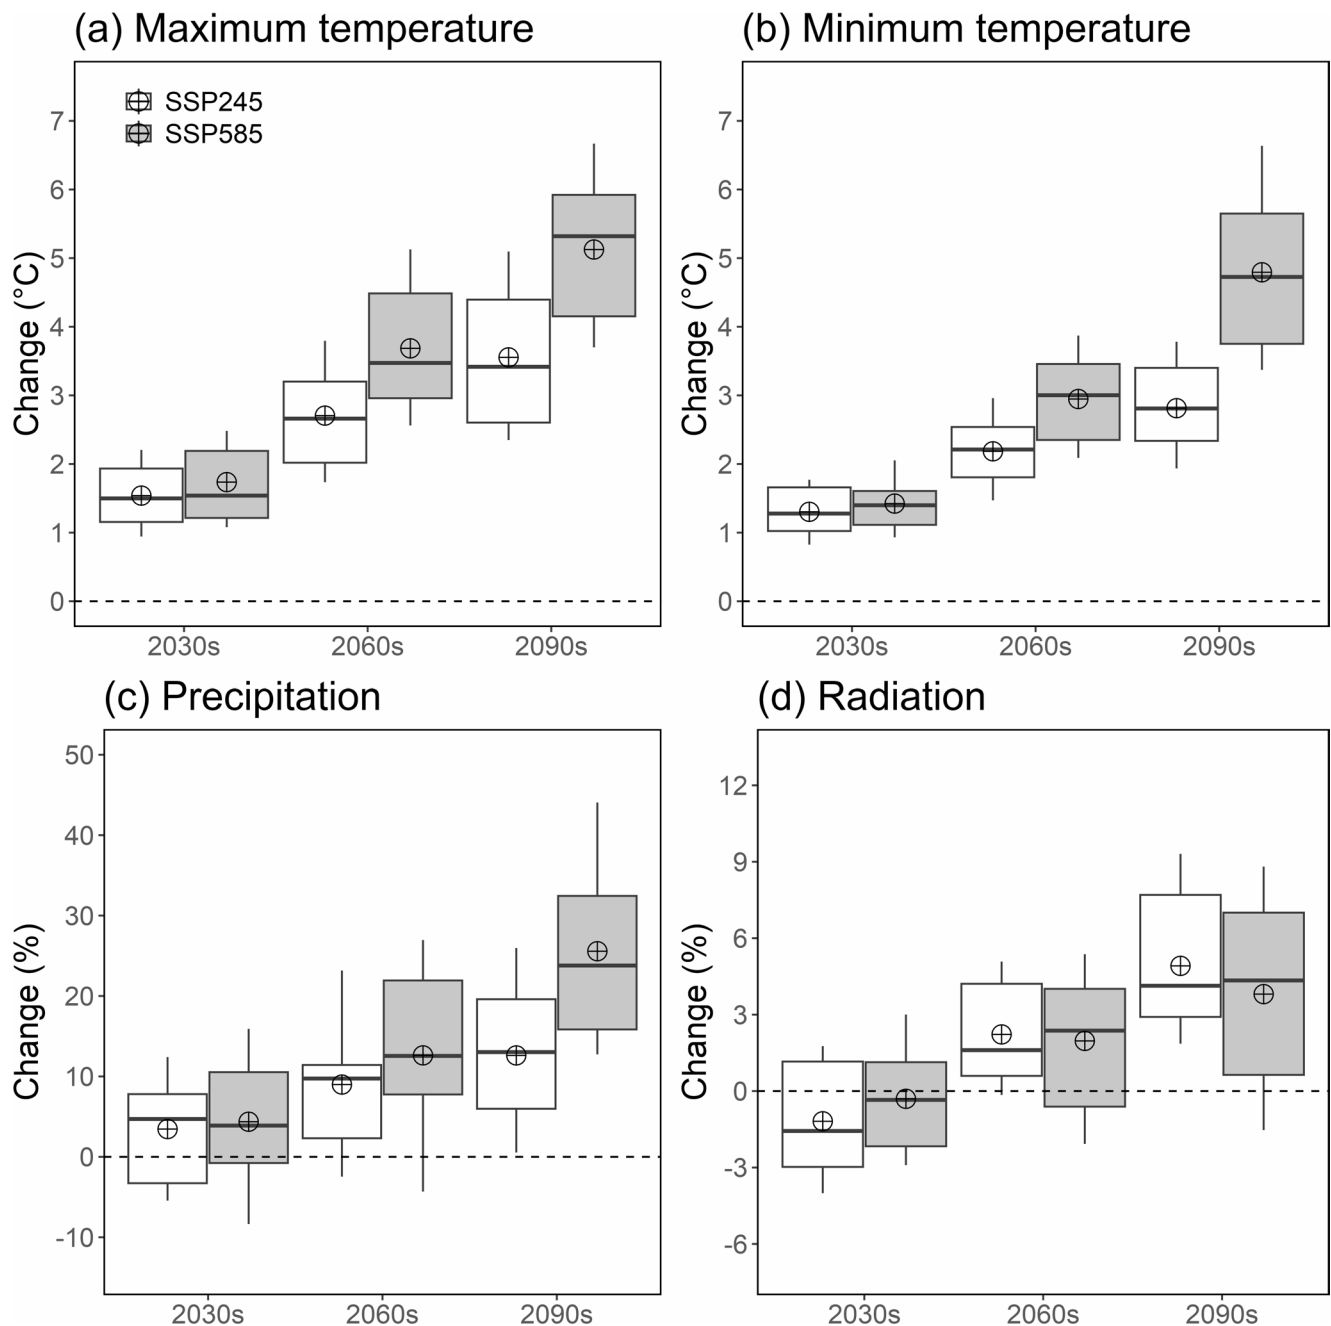 (a) Maximum temperature
SSP245
SSP585
Change (°C)
7
6
5
4
3
2
1
0
2030s 2060s 2090s
(b) Minimum temperature
Change (°C)
7
6
5
4
3
2
1
0
2030s 2060s 2090s
(c) Precipitation
Change (%)
50
40
30
20
10
0
-10
2030s 2060s 2090s
(d) Radiation
Change (%)
12
9
6
3
0
-3
-6
2030s 2060s 2090s